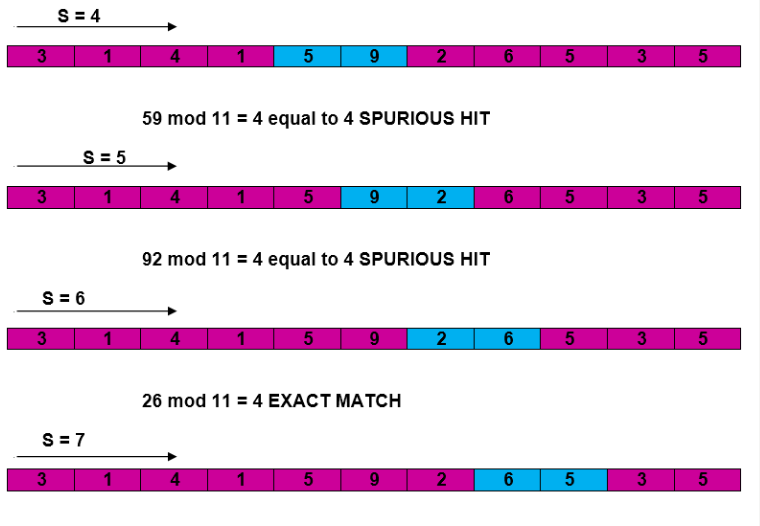 S = 4
3 1 4 1 5 9 2 6 5 3 5
59 mod 11 = 4 equal to 4 SPURIOUS HIT
S = 5
3 1 4 1 5 9 2 6 5 3 5
92 mod 11 = 4 equal to 4 SPURIOUS HIT
S = 6
3 1 4 1 5 9 2 6 5 3 5
26 mod 11 = 4 EXACT MATCH
S = 7
3 1 4 1 5 9 2 6 5 3 5